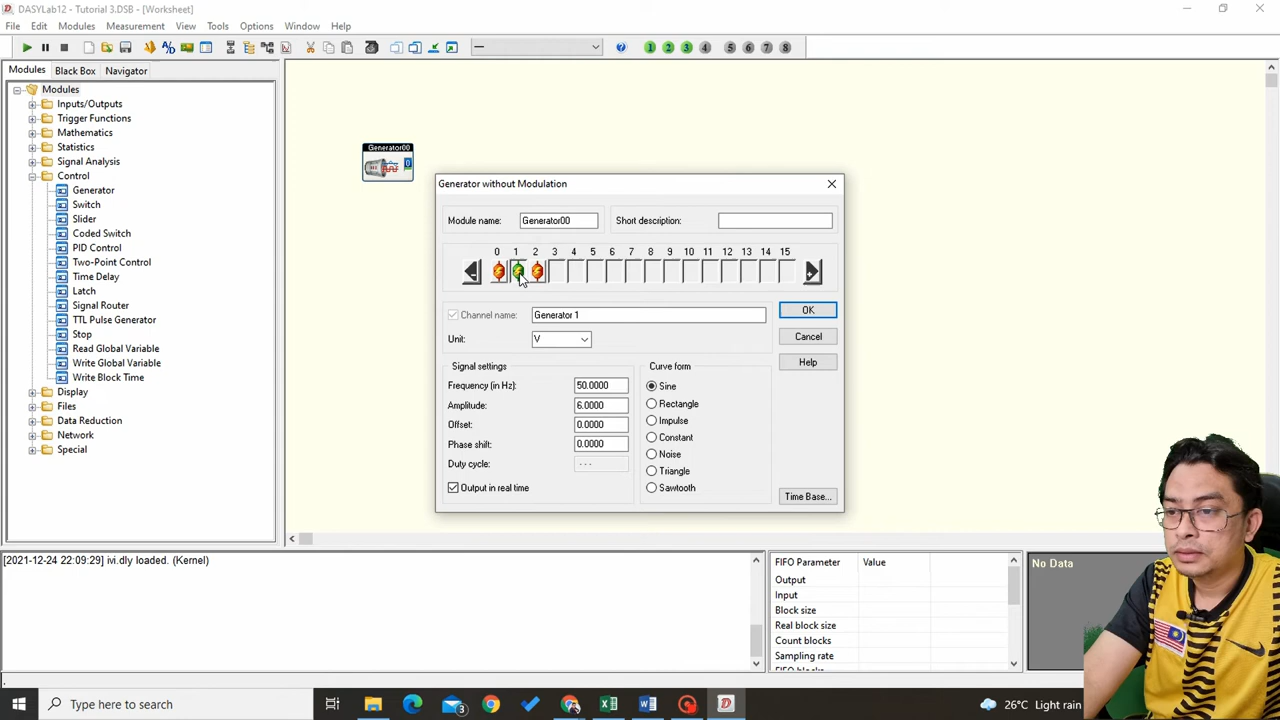 DASYLab12 - Tutorial 3.DSB - [Worksheet]
File Edit Modules Measurement View Tools Options Window Help
1 2 3 4 5 6 7 8
Modules Black Box Navigator
Modules
Inputs/Outputs
Trigger Functions
Mathematics
Statistics
Signal Analysis
Control
Generator
Switch
Slider
Coded Switch
PID Control
Two-Point Control
Time Delay
Latch
Signal Router
TTL Pulse Generator
Stop
Read Global Variable
Write Global Variable
Write Block Time
Display
Files
Data Reduction
Network
Special
Generator00
0
Generator without Modulation
Module name: Generator00 Short description:
0 1 2 3 4 5 6 7 8 9 10 11 12 13 14 15
Channel name: Generator 1
Unit: V
OK
Cancel
Help
Signal settings
Frequency (in Hz): 50.0000
Amplitude: 6.0000
Offset: 0.0000
Phase shift: 0.0000
Duty cycle: ---
Output in real time
Curve form
Sine
Rectangle
Impulse
Constant
Noise
Triangle
Sawtooth
Time Base...
[2021-12-24 22:09:29] ivi.dly loaded. (Kernel)
FIFO Parameter Value
Output
Input
Block size
Real block size
Count blocks
Sampling rate
FIFO blocks
No Data
Type here to search
3
26°C Light rain